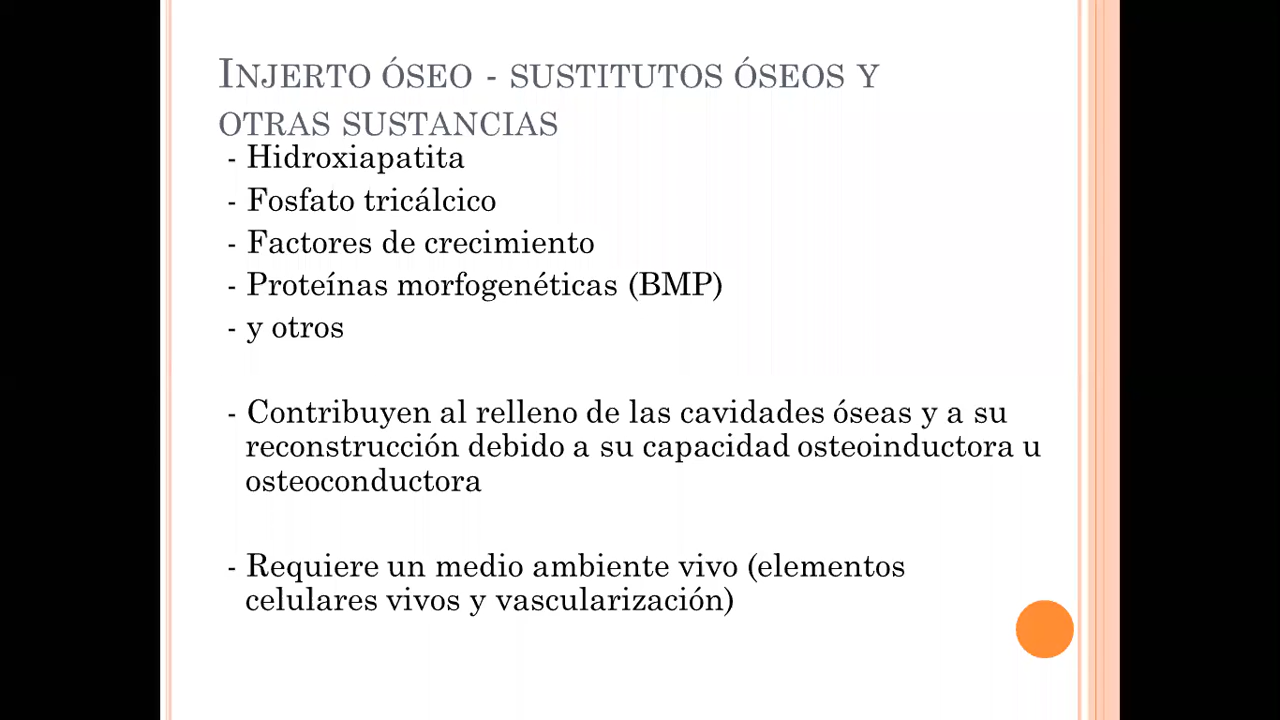 Injerto óseo - sustitutos óseos y
otras sustancias
- Hidroxiapatita
- Fosfato tricálcico
- Factores de crecimiento
- Proteínas morfogenéticas (BMP)
- y otros
- Contribuyen al relleno de las cavidades óseas y a su
reconstrucción debido a su capacidad osteoinductora u
osteoconductora
- Requiere un medio ambiente vivo (elementos
celulares vivos y vascularización)